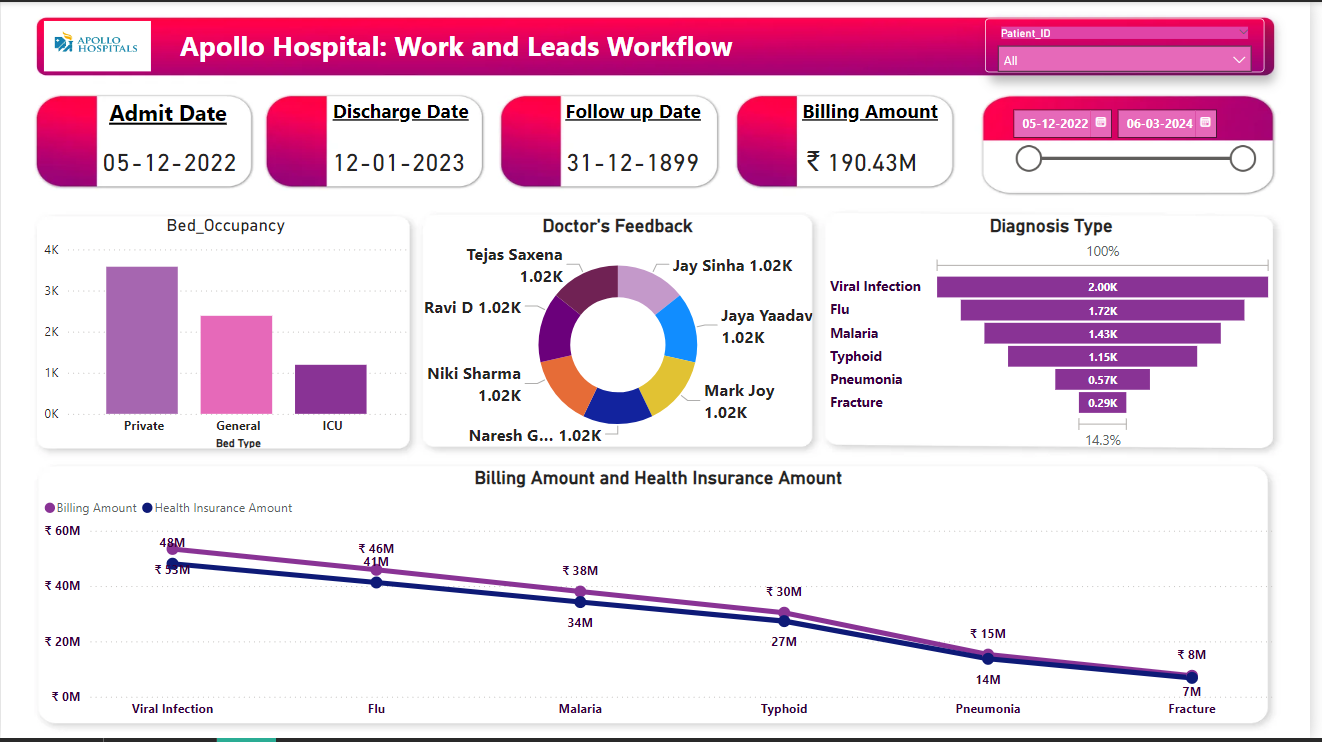 APOLLO
HOSPITALS
Apollo Hospital: Work and Leads Workflow
Patient_ID
All
Admit Date
05-12-2022
Discharge Date
12-01-2023
Follow up Date
31-12-1899
Billing Amount
₹ 190.43M
05-12-2022
06-03-2024
Bed_Occupancy
4K
3K
2K
1K
0K
Private
General
ICU
Bed Type
Doctor's Feedback
Tejas Saxena
1.02K
Jay Sinha 1.02K
Ravi D 1.02K
Jaya Yaadav
1.02K
Niki Sharma
1.02K
Mark Joy
1.02K
Naresh G... 1.02K
Diagnosis Type
100%
Viral Infection 2.00K
Flu 1.72K
Malaria 1.43K
Typhoid 1.15K
Pneumonia 0.57K
Fracture 0.29K
14.3%
Billing Amount and Health Insurance Amount
Billing Amount Health Insurance Amount
₹ 60M
₹ 40M
₹ 20M
₹ 0M
48M
₹ 53M
₹ 46M
41M
₹ 38M
34M
₹ 30M
27M
₹ 15M
14M
₹ 8M
7M
Viral Infection
Flu
Malaria
Typhoid
Pneumonia
Fracture